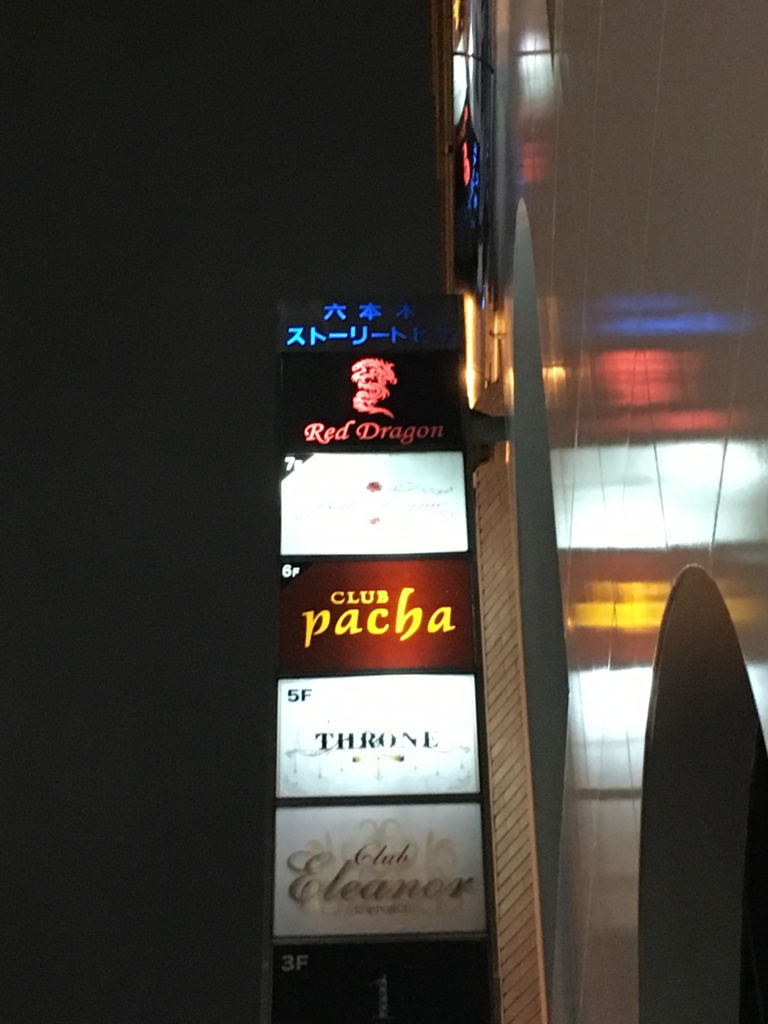 六本木
ストーリート
Red Dragon
7F
6F
CLUB
pacha
5F
THRONE
Club
Eleanor
3F